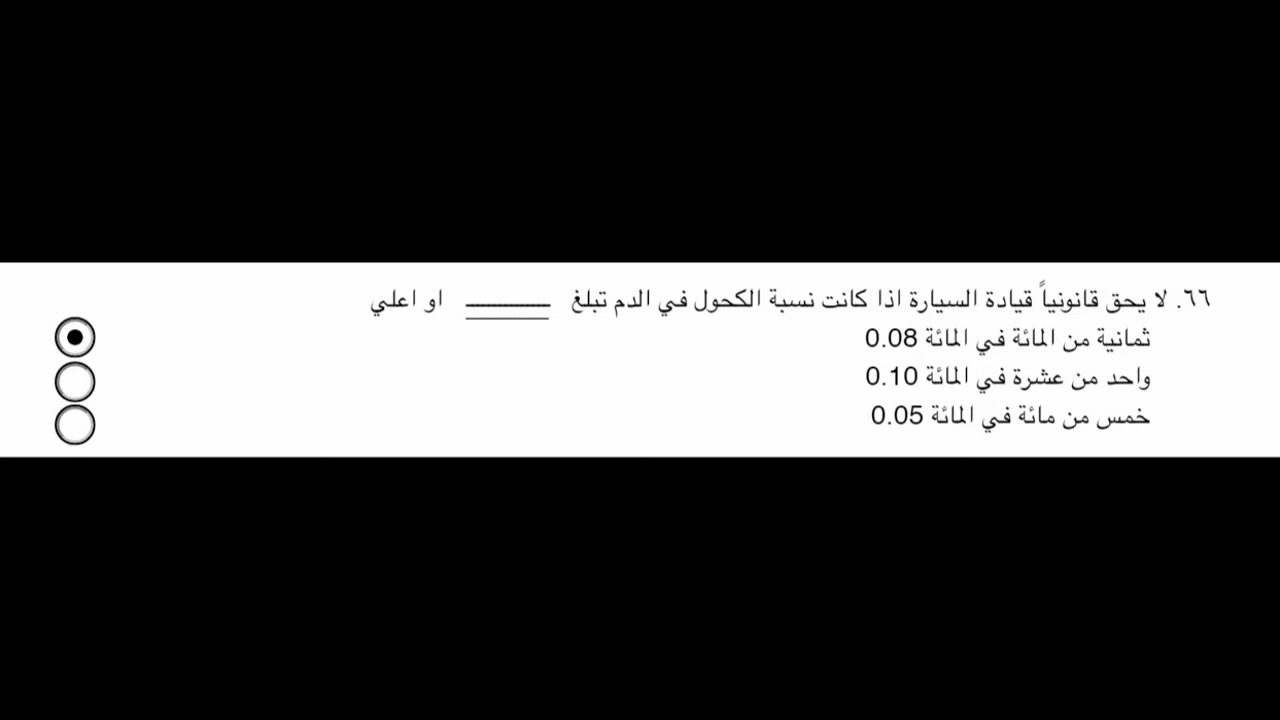 ٦٦. لا يحق قانونياً قيادة السيارة اذا كانت نسبة الكحول في الدم تبلغ ______ او اعلي
ثمانية من المائة في المائة 0.08
واحد من عشرة في المائة 0.10
خمس من مائة في المائة 0.05